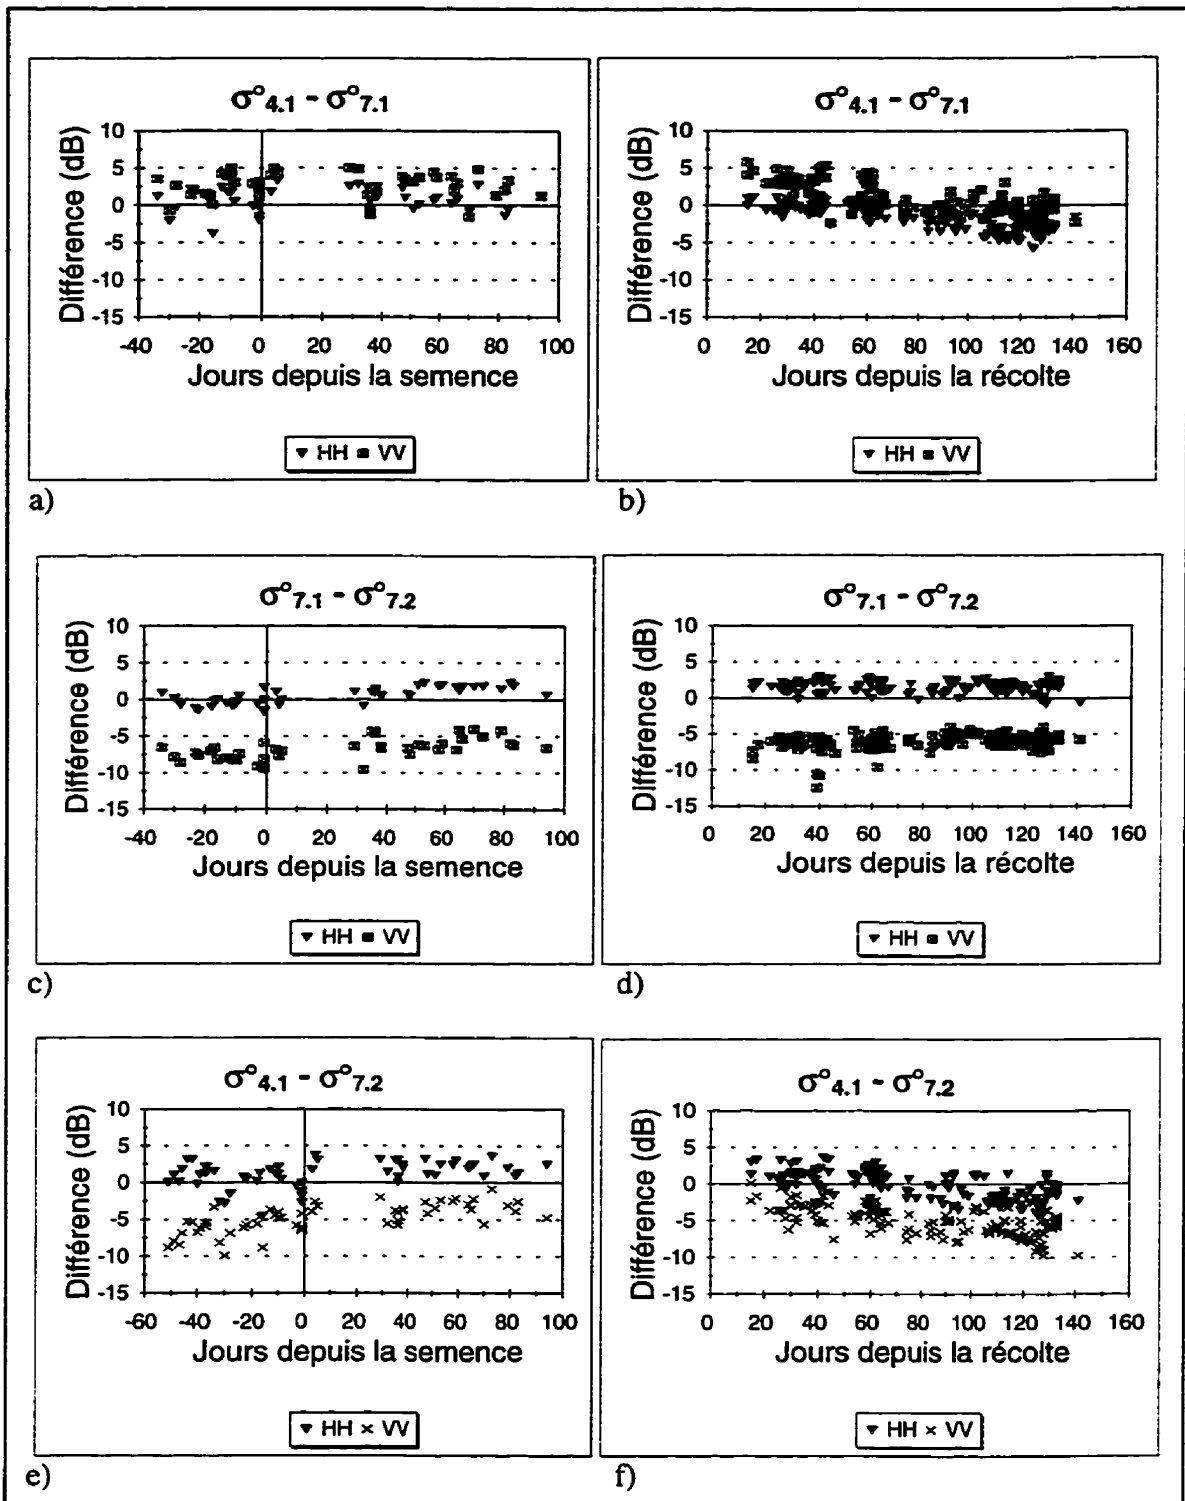 σ°4.1 - σ°7.1
Différence (dB)
10
5
0
-5
-10
-15
-40 -20 0 20 40 60 80 100
Jours depuis la semence
HH VV
a)
σ°4.1 - σ°7.1
Différence (dB)
10
5
0
-5
-10
-15
0 20 40 60 80 100 120 140 160
Jours depuis la récolte
HH VV
b)
σ°7.1 - σ°7.2
Différence (dB)
10
5
0
-5
-10
-15
-40 -20 0 20 40 60 80 100
Jours depuis la semence
HH VV
c)
σ°7.1 - σ°7.2
Différence (dB)
10
5
0
-5
-10
-15
0 20 40 60 80 100 120 140 160
Jours depuis la récolte
HH VV
d)
σ°4.1 - σ°7.2
Différence (dB)
10
5
0
-5
-10
-15
-60 -40 -20 0 20 40 60 80 100
Jours depuis la semence
HH × VV
e)
σ°4.1 - σ°7.2
Différence (dB)
10
5
0
-5
-10
-15
0 20 40 60 80 100 120 140 160
Jours depuis la récolte
HH × VV
f)